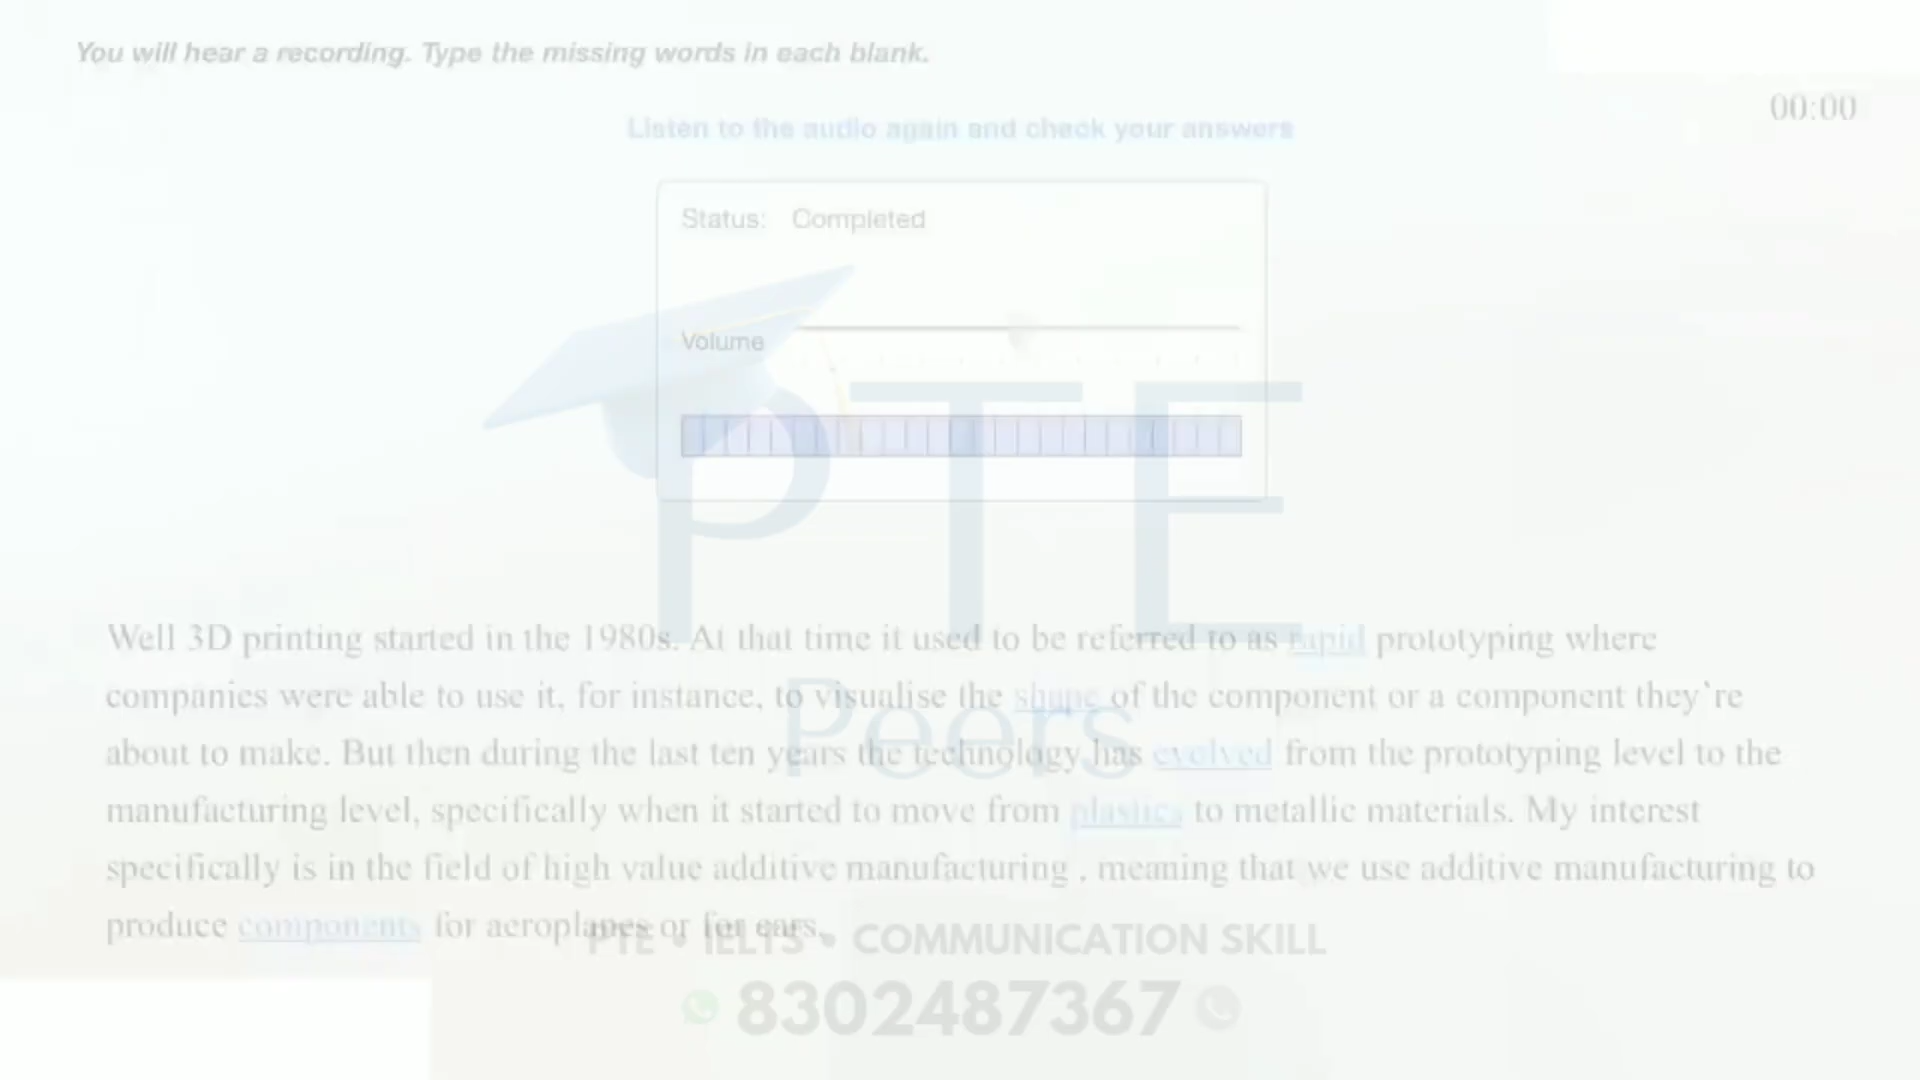 You will hear a recording. Type the missing words in each blank.
00:00
Listen to the audio again and check your answers
Status: Completed
Volume
PTE
Peers
Well 3D printing started in the 1980s. At that time it used to be referred to as rapid prototyping where
companies were able to use it, for instance, to visualise the shape of the component or a component they`re
about to make. But then during the last ten years the technology has evolved from the prototyping level to the
manufacturing level, specifically when it started to move from plastics to metallic materials. My interest
specifically is in the field of high value additive manufacturing , meaning that we use additive manufacturing to
produce components for aeroplanes or for cars.
PTE • IELTS • COMMUNICATION SKILL
8302487367